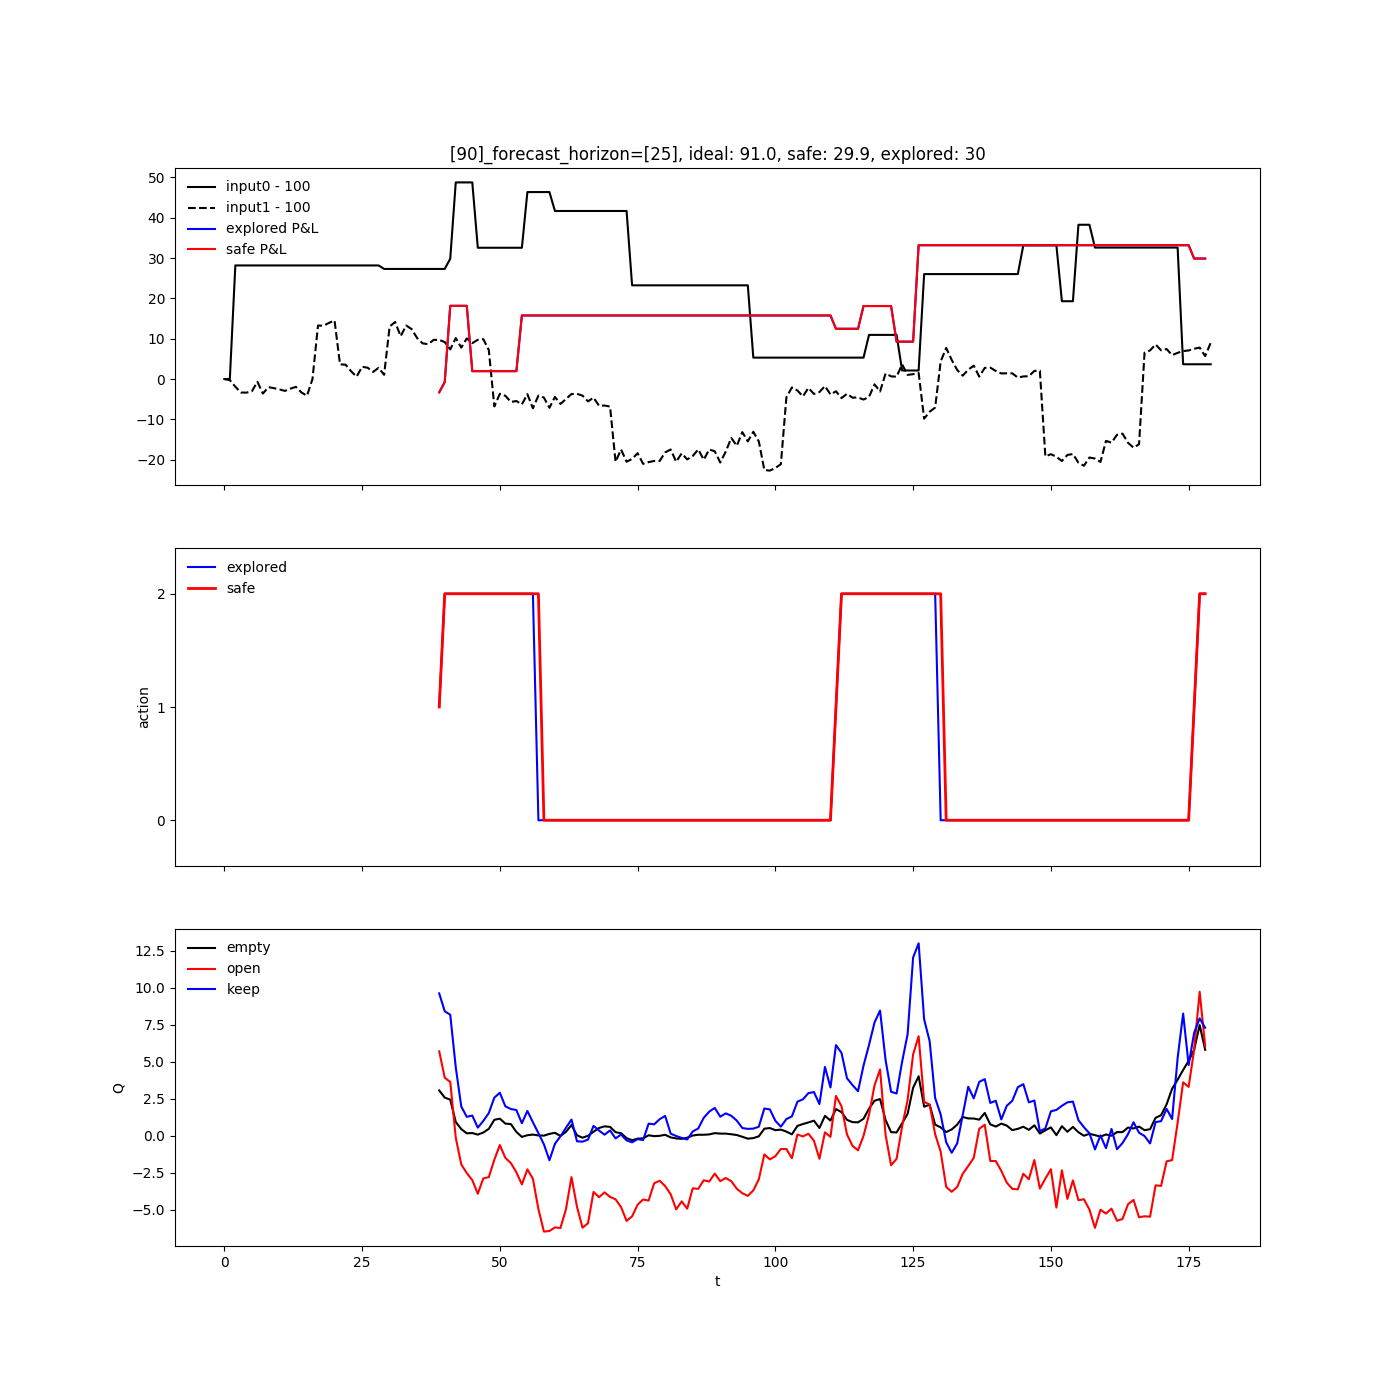 [90]_forecast_horizon=[25], ideal: 91.0, safe: 29.9, explored: 30
50
40
30
20
10
0
−10
−20
input0 - 100
input1 - 100
explored P&L
safe P&L
action
2
1
0
explored
safe
Q
12.5
10.0
7.5
5.0
2.5
0.0
−2.5
−5.0
empty
open
keep
0 25 50 75 100 125 150 175
t